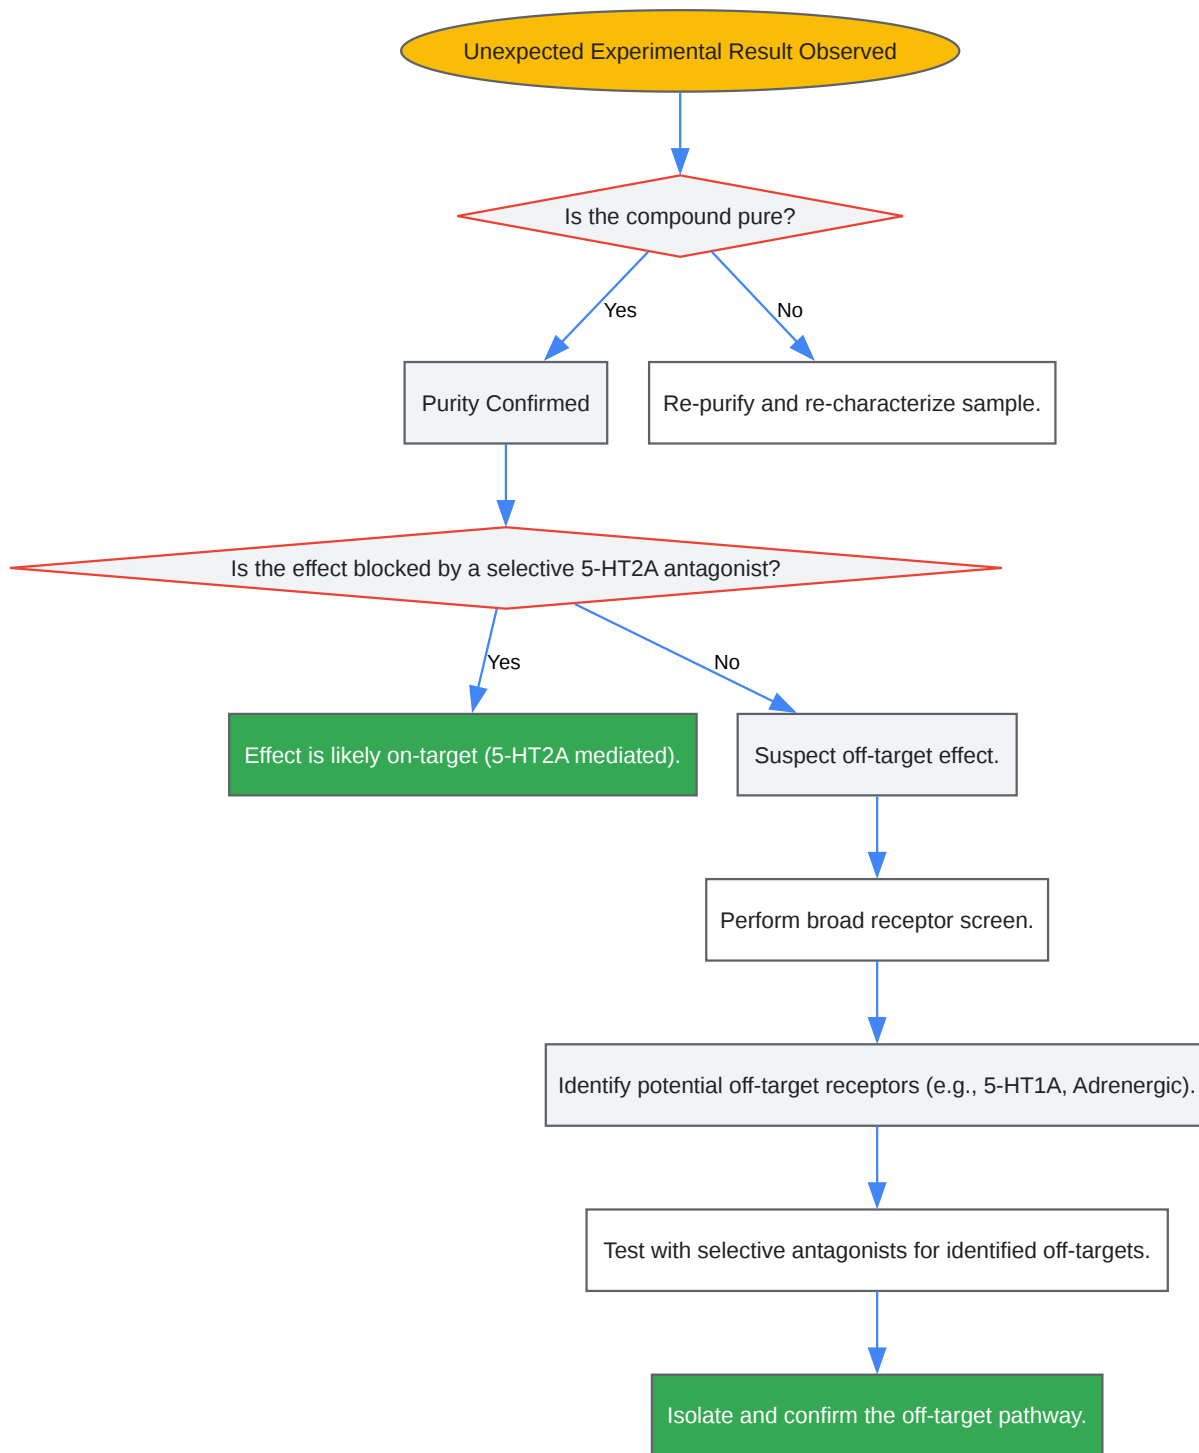 Unexpected Experimental Result Observed
Is the compound pure?
Yes
No
Purity Confirmed
Re-purify and re-characterize sample.
Is the effect blocked by a selective 5-HT2A antagonist?
Yes
No
Effect is likely on-target (5-HT2A mediated).
Suspect off-target effect.
Perform broad receptor screen.
Identify potential off-target receptors (e.g., 5-HT1A, Adrenergic).
Test with selective antagonists for identified off-targets.
Isolate and confirm the off-target pathway.